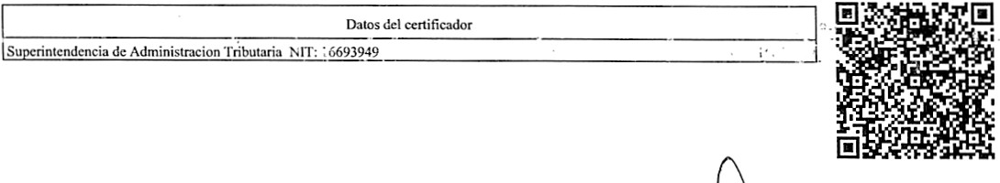 Datos del certificador
Superintendencia de Administracion Tributaria NIT: 16693949